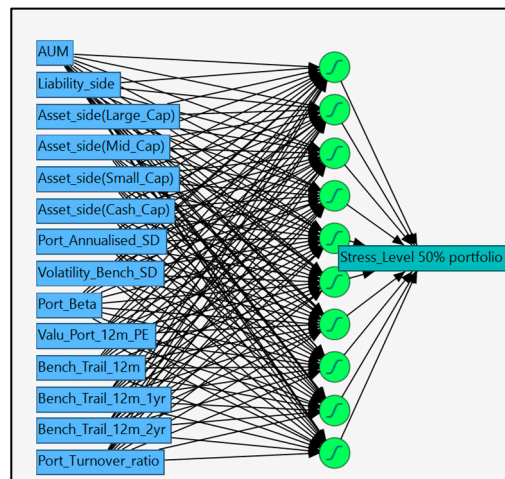 AUM
Liability_side
Asset_side(Large_Cap)
Asset_side(Mid_Cap)
Asset_side(Small_Cap)
Asset_side(Cash_Cap)
Port_Annualised_SD
Volatility_Bench_SD
Port_Beta
Valu_Port_12m_PE
Bench_Trail_12m
Bench_Trail_12m_1yr
Bench_Trail_12m_2yr
Port_Turnover_ratio
Stress_Level 50% portfolio